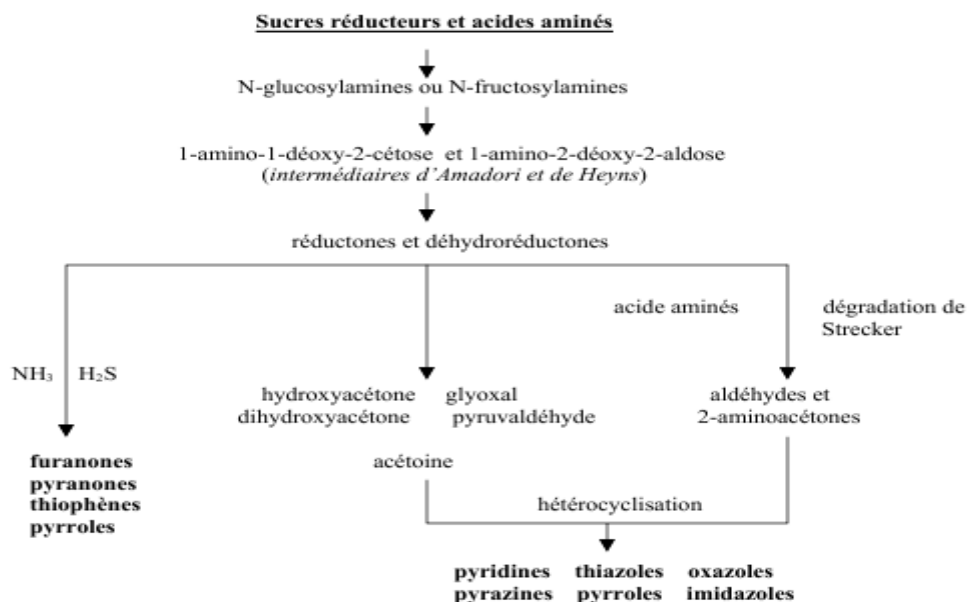 Sucres réducteurs et acides aminés
N-glucosylamines ou N-fructosylamines
1-amino-1-déoxy-2-cétose et 1-amino-2-déoxy-2-aldose
(intermédiaires d'Amadori et de Heyns)
réductones et déhydroréductones
acide aminés dégradation de
Strecker
NH₃ H₂S
hydroxyacétone glyoxal aldéhydes et
dihydroxyacétone pyruvaldéhyde 2-aminoacétones
furanones acétoine
pyranones
thiophènes hétérocyclisation
pyrroles
pyridines thiazoles oxazoles
pyrazines pyrroles imidazoles